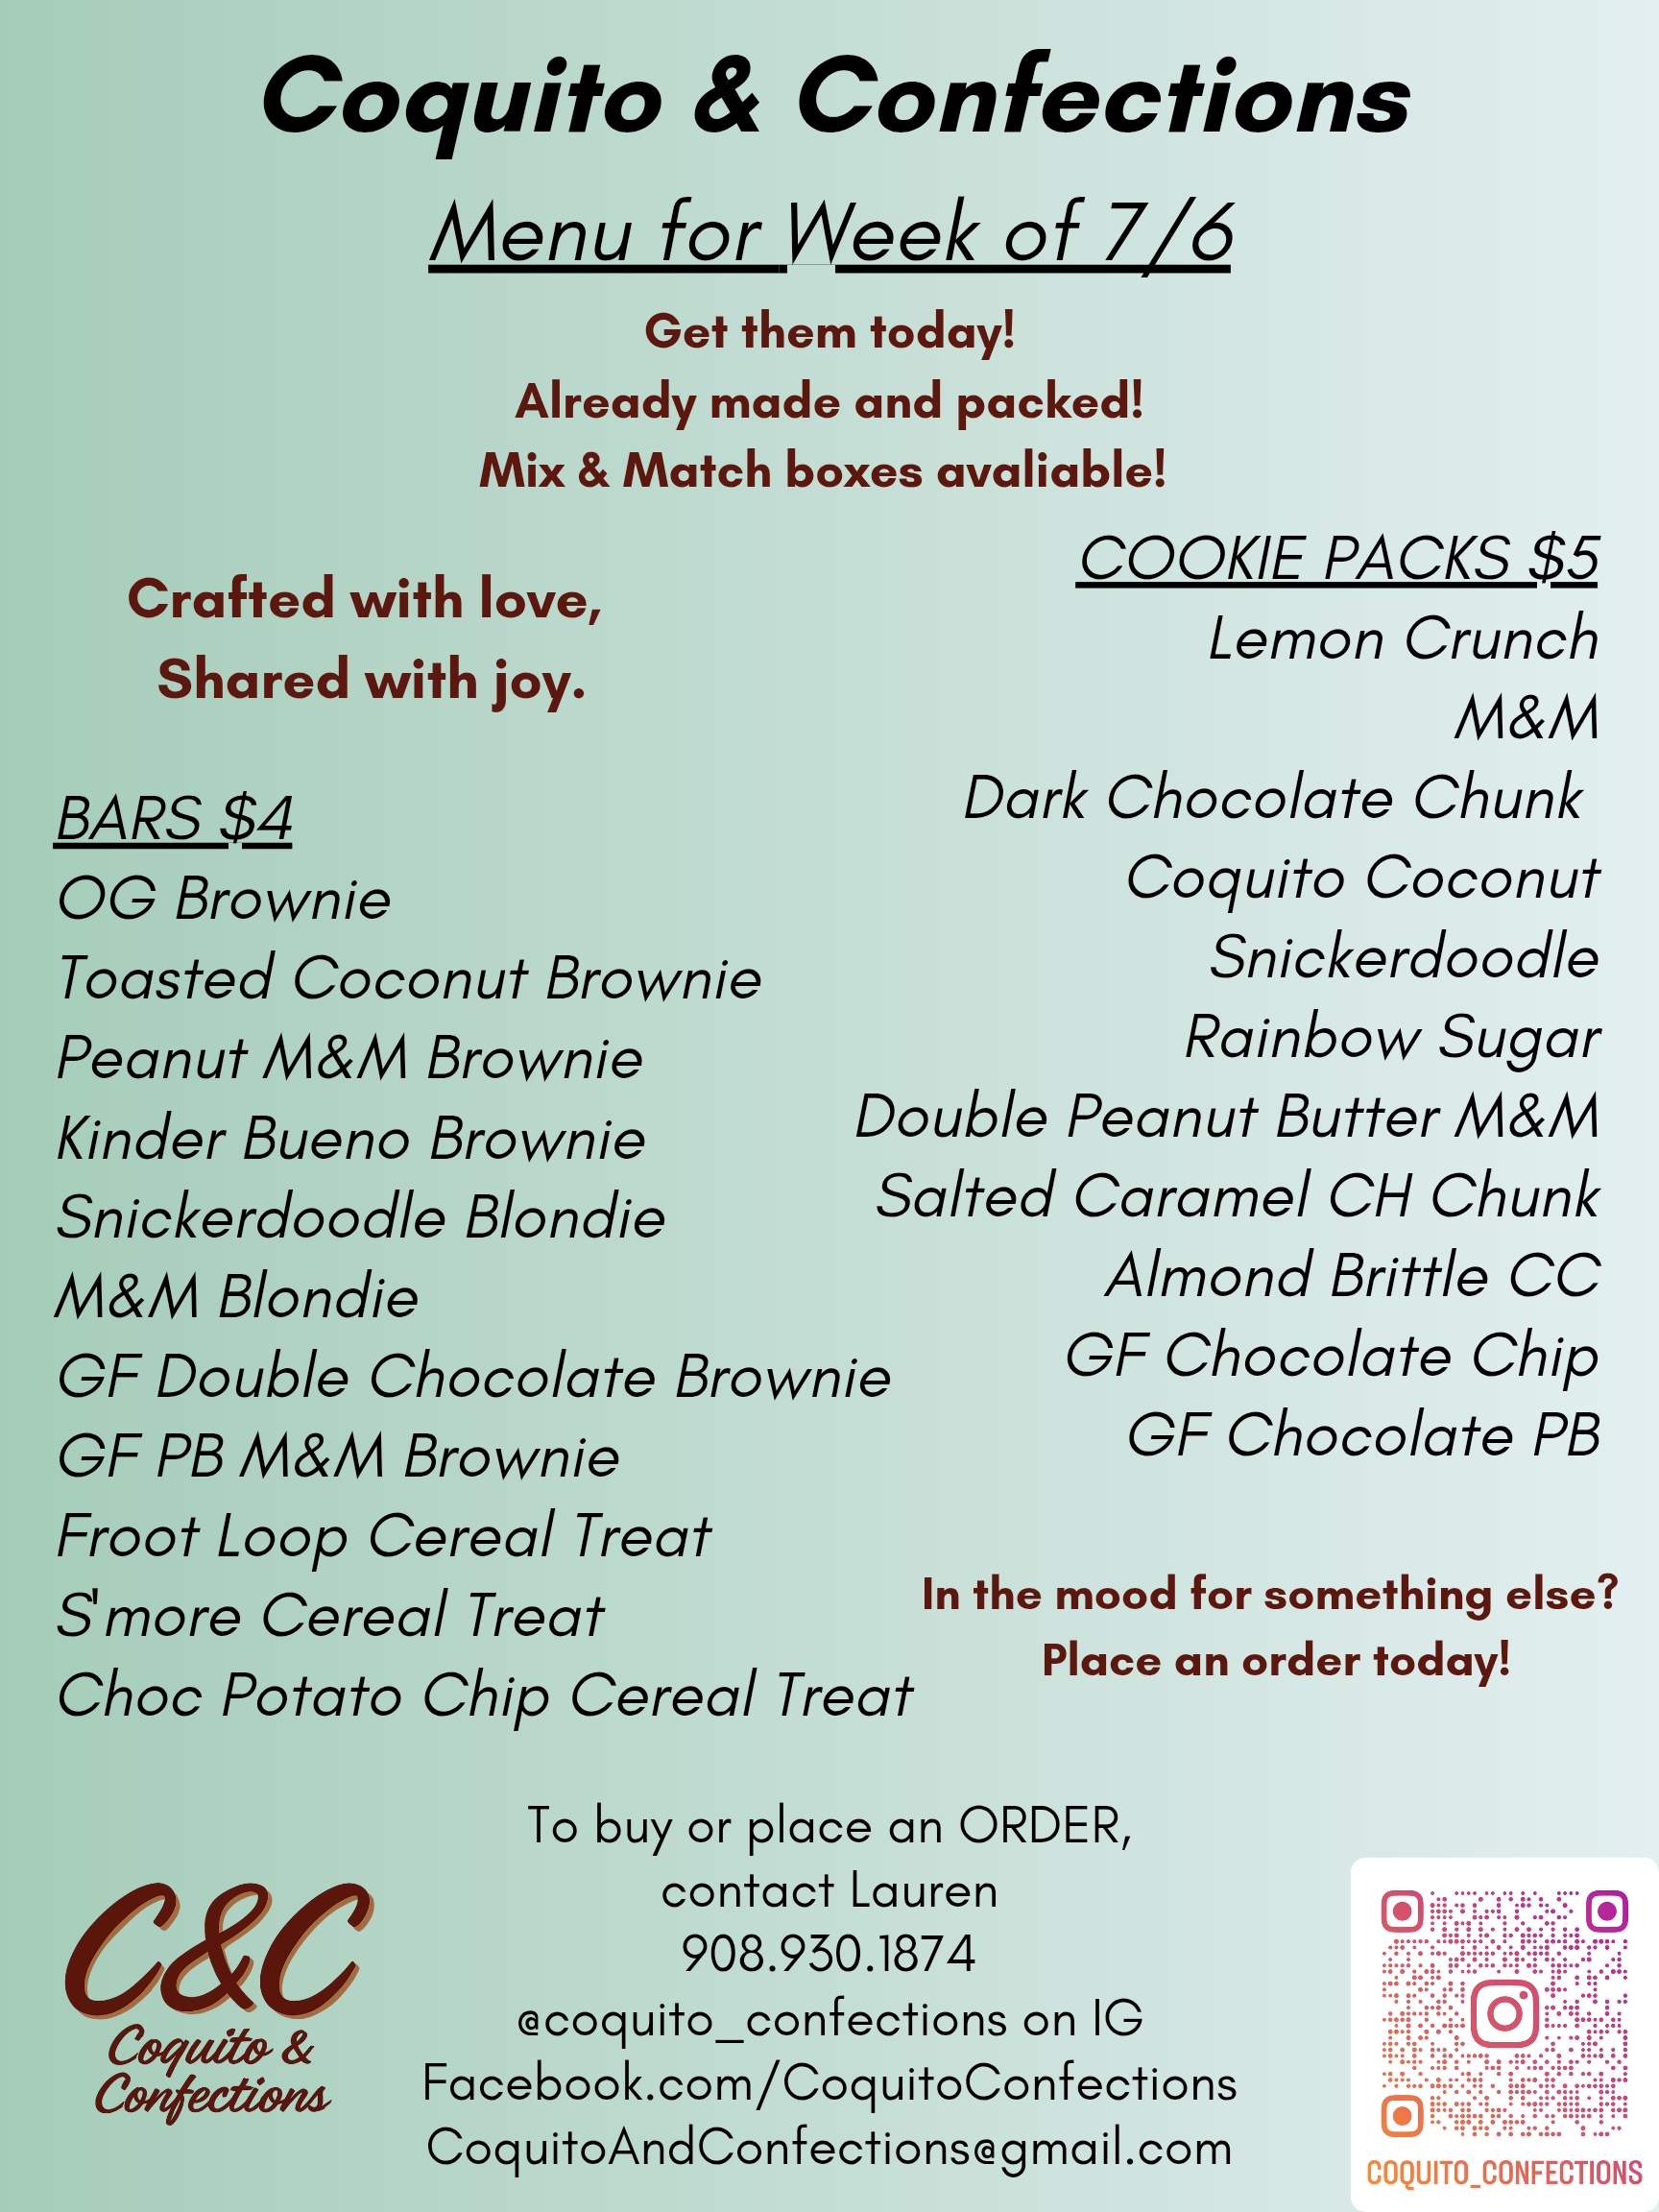 Coquito & Confections
Menu for Week of 7/6
Get them today!
Already made and packed!
Mix & Match boxes avaliable!
Crafted with love,
Shared with joy.
BARS $4
OG Brownie
Toasted Coconut Brownie
Peanut M&M Brownie
Kinder Bueno Brownie
Snickerdoodle Blondie
M&M Blondie
GF Double Chocolate Brownie
GF PB M&M Brownie
Froot Loop Cereal Treat
S'more Cereal Treat
Choc Potato Chip Cereal Treat
COOKIE PACKS $5
Lemon Crunch
M&M
Dark Chocolate Chunk
Coquito Coconut
Snickerdoodle
Rainbow Sugar
Double Peanut Butter M&M
Salted Caramel CH Chunk
Almond Brittle CC
GF Chocolate Chip
GF Chocolate PB
In the mood for something else?
Place an order today!
To buy or place an ORDER,
contact Lauren
908.930.1874
@coquito_confections on IG
Facebook.com/CoquitoConfections
CoquitoAndConfections@gmail.com
C&C
Coquito &
Confections
COQUITO_CONFECTIONS